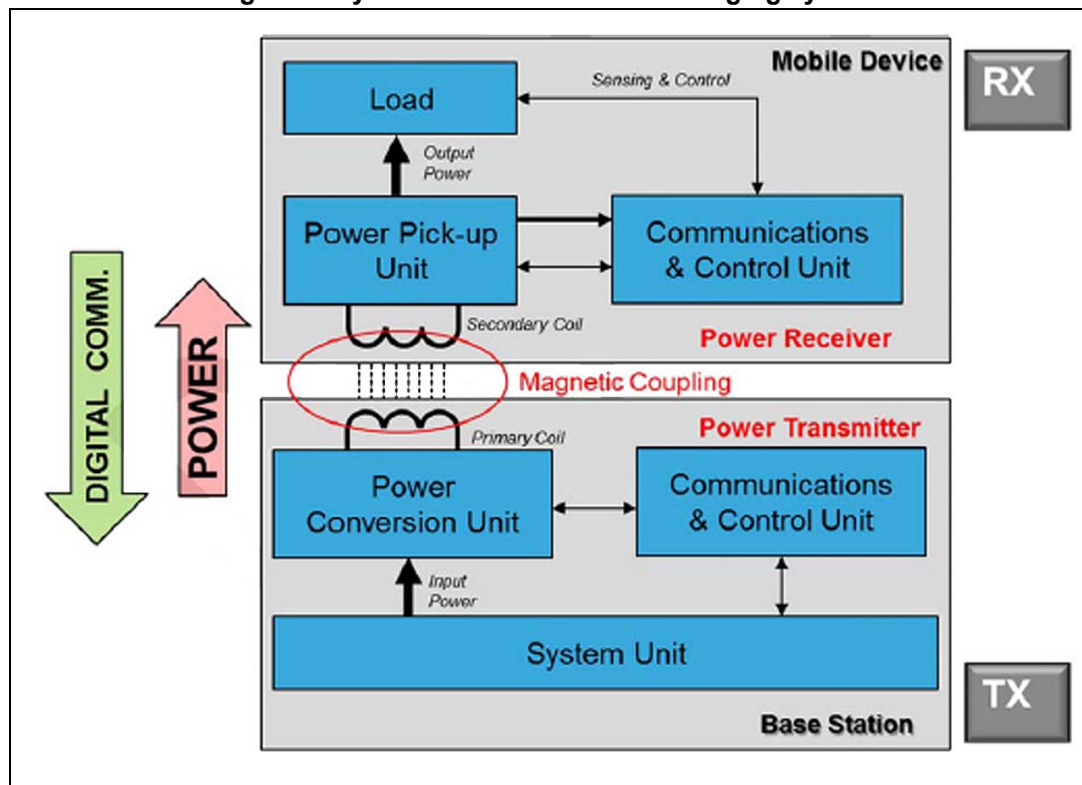 Mobile Device
RX
Load
Sensing & Control
Output
Power
Power Pick-up
Unit
Communications
& Control Unit
Secondary Coil
Power Receiver
Magnetic Coupling
DIGITAL COMM.
POWER
Primary Coil
Power Transmitter
Power
Conversion Unit
Communications
& Control Unit
Input
Power
System Unit
TX
Base Station